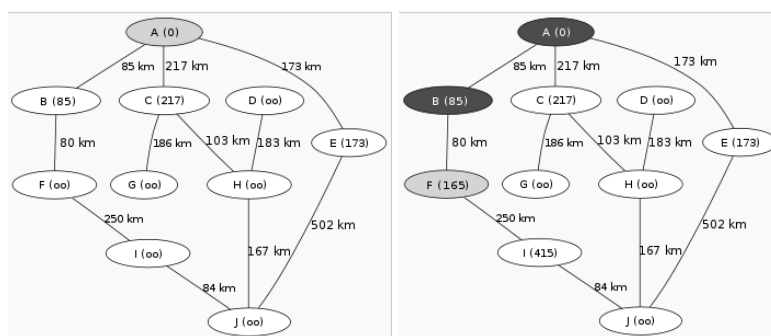 A (0)
85 km
217 km
173 km
B (85)
C (217)
D (oo)
80 km
186 km
103 km
183 km
E (173)
F (oo)
G (oo)
H (oo)
250 km
502 km
I (oo)
167 km
84 km
J (oo)
A (0)
85 km
217 km
173 km
B (85)
C (217)
D (oo)
80 km
186 km
103 km
183 km
E (173)
F (165)
G (oo)
H (oo)
250 km
502 km
I (415)
167 km
84 km
J (oo)